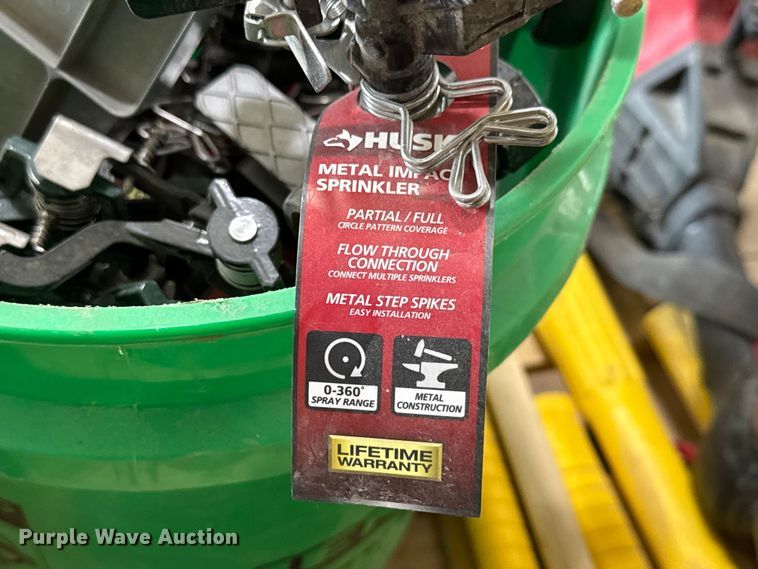 HUSK
METAL IMPAC
SPRINKLER
PARTIAL / FULL
CIRCLE PATTERN COVERAGE
FLOW THROUGH
CONNECTION
CONNECT MULTIPLE SPRINKLERS
METAL STEP SPIKES
EASY INSTALLATION
0-360°
SPRAY RANGE
METAL
CONSTRUCTION
LIFETIME
WARRANTY
Purple Wave Auction